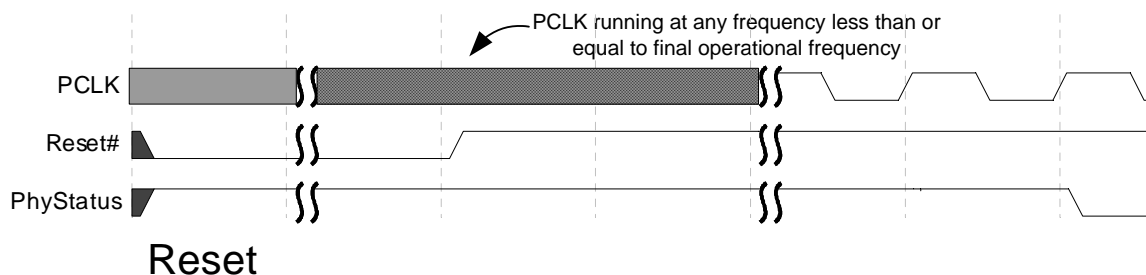 PCLK running at any frequency less than or
equal to final operational frequency
PCLK
Reset#
PhyStatus
Reset